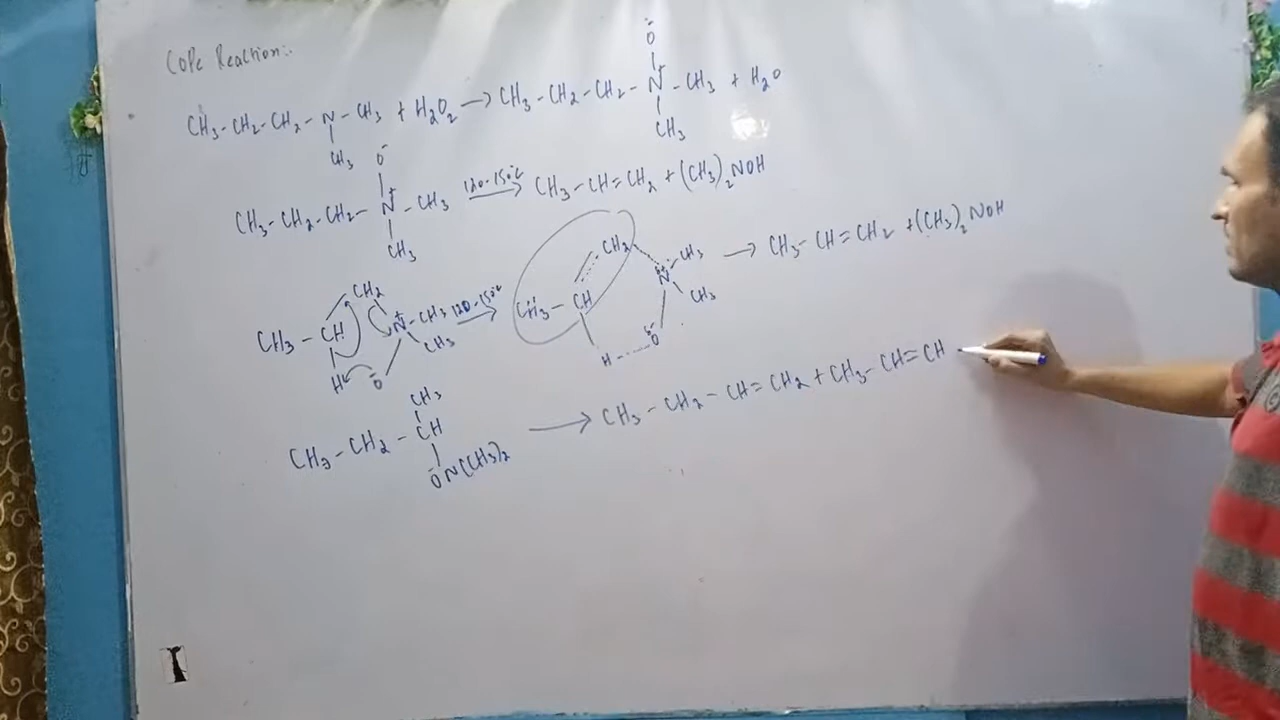 Cope Reaction:
CH3-CH2-CH2-N-CH3 + H2O2 → CH3-CH2-CH2-N⁺-CH3 + H2O
CH3
O⁻
CH3
O⁻
CH3-CH2-CH2-N⁺-CH3 120-150°C → CH3-CH=CH2 + (CH3)2NOH
CH3
CH2
CH3-CH N⁺-CH3 120-150°C →
CH3
H O⁻
CH2 N δ+ CH3
CH3-CH CH3
H O δ-
→ CH3-CH=CH2 + (CH3)2NOH
CH3
CH3-CH2-CH → CH3-CH2-CH=CH2 + CH3-CH=CH
ŌN(CH3)2